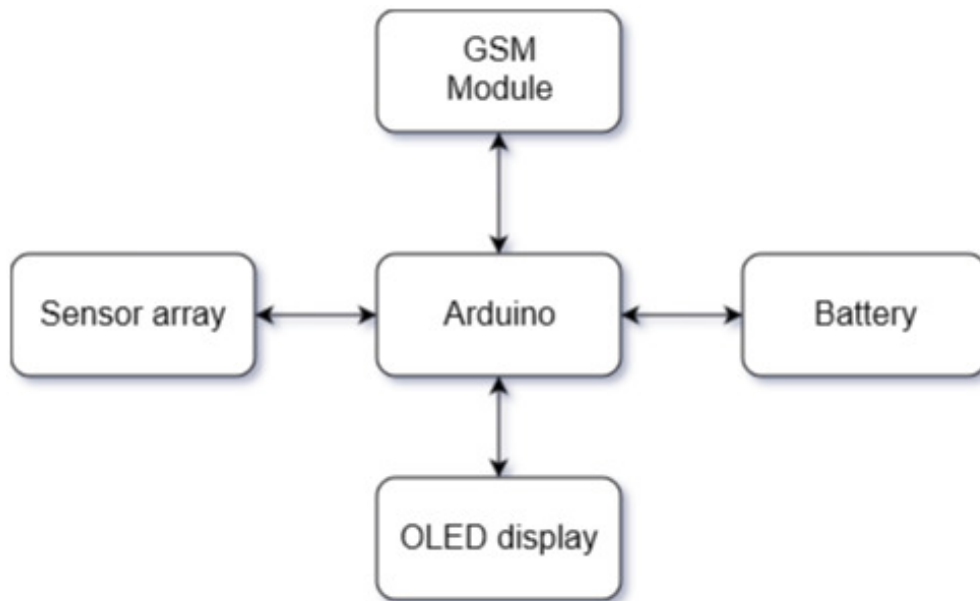 GSM
Module
Sensor array
Arduino
Battery
OLED display